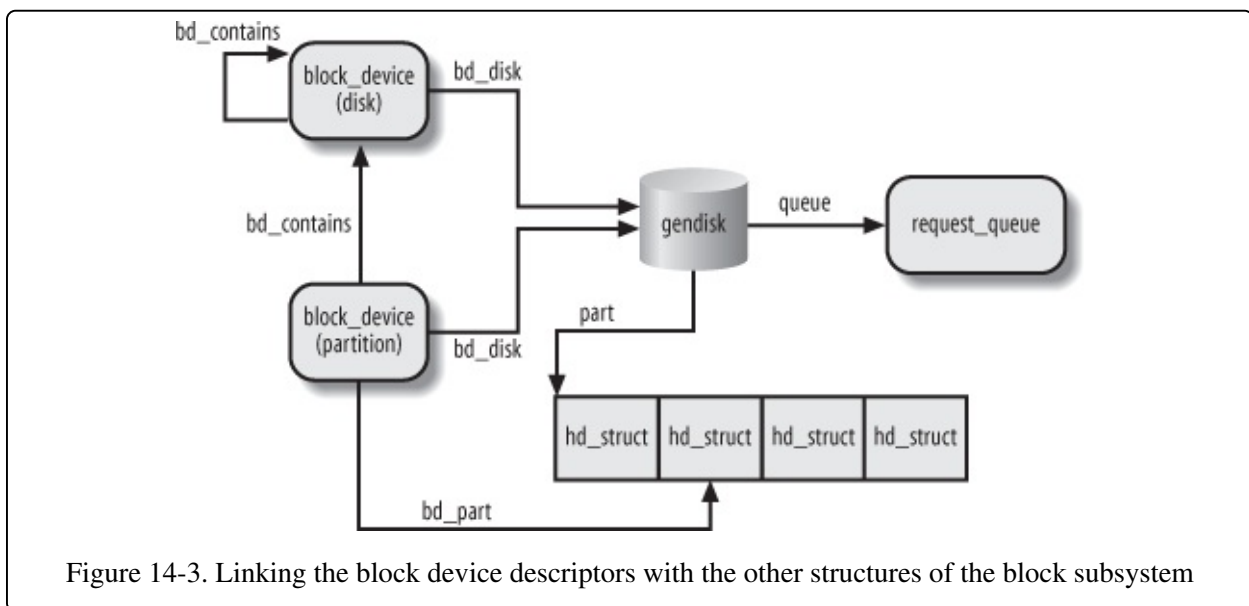 bd_contains
block_device
(disk)
bd_disk
bd_contains
gendisk
queue
request_queue
block_device
(partition)
bd_disk
part
hd_struct
hd_struct
hd_struct
hd_struct
bd_part
Figure 14-3. Linking the block device descriptors with the other structures of the block subsystem